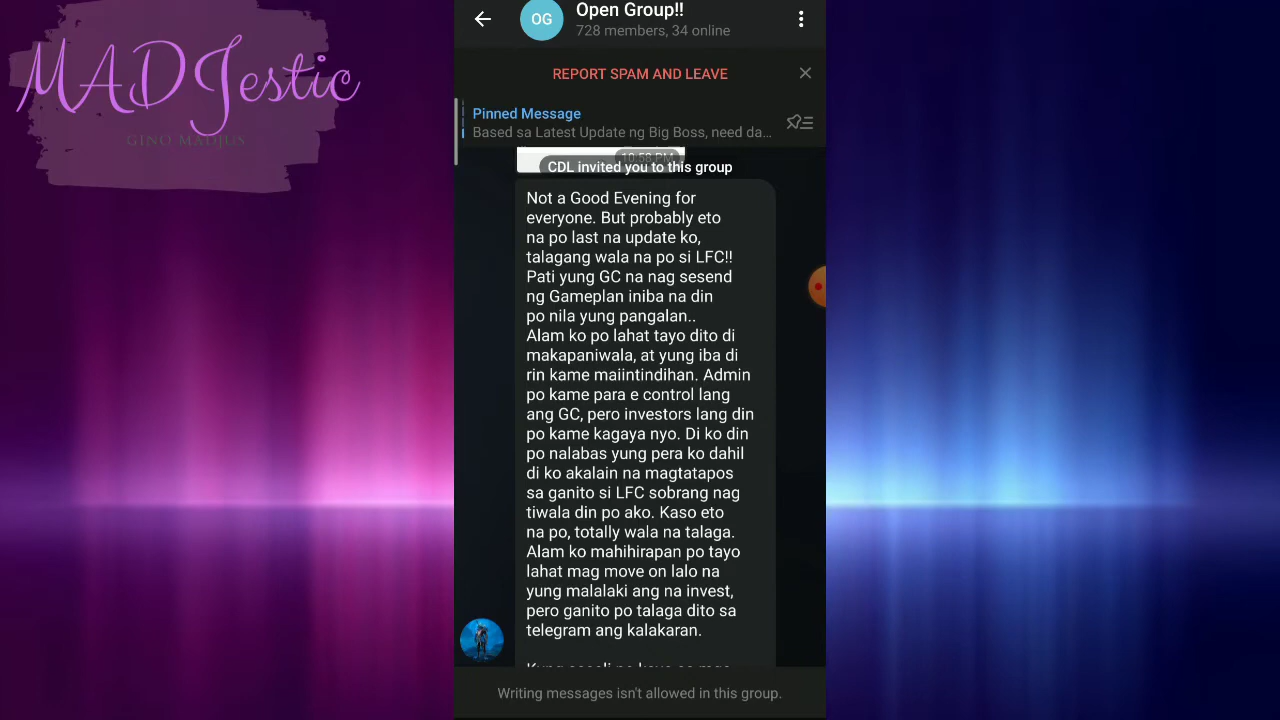 MADJestic
GINO MADJUS
OG
Open Group!!
728 members, 34 online
REPORT SPAM AND LEAVE
Pinned Message
Based sa Latest Update ng Big Boss, need da...
10:58 PM
CDL invited you to this group
Not a Good Evening for
everyone. But probably eto
na po last na update ko,
talagang wala na po si LFC!!
Pati yung GC na nag sesend
ng Gameplan iniba na din
po nila yung pangalan..
Alam ko po lahat tayo dito di
makapaniwala, at yung iba di
rin kame maiintindihan. Admin
po kame para e control lang
ang GC, pero investors lang din
po kame kagaya nyo. Di ko din
po nalabas yung pera ko dahil
di ko akalain na magtatapos
sa ganito si LFC sobrang nag
tiwala din po ako. Kaso eto
na po, totally wala na talaga.
Alam ko mahihirapan po tayo
lahat mag move on lalo na
yung malalaki ang na invest,
pero ganito po talaga dito sa
telegram ang kalakaran.
Writing messages isn't allowed in this group.